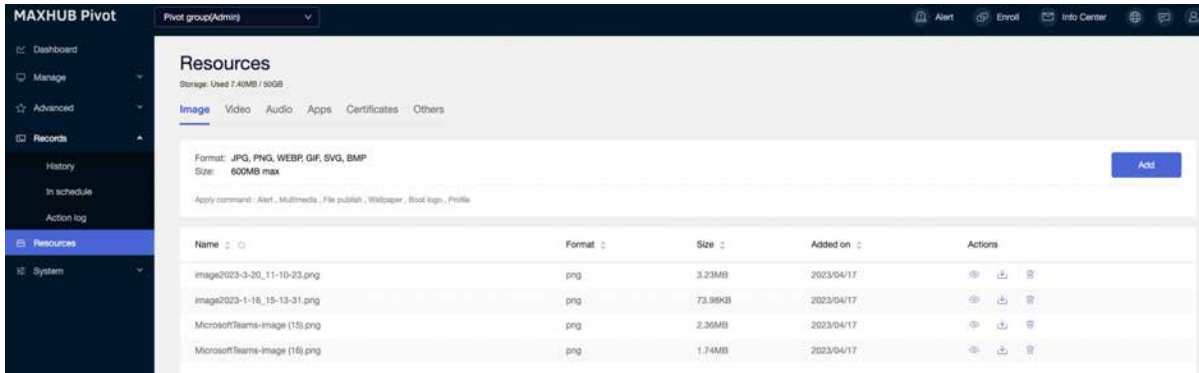 MAXHUB Pivot
Pivot group(Admin)
Alert
Enroll
Info Center
Dashboard
Manage
Advanced
Records
History
In schedule
Action log
Resources
System
Resources
Storage: Used 7.40MB / 50GB
Image Video Audio Apps Certificates Others
Format: JPG, PNG, WEBP, GIF, SVG, BMP
Size: 600MB max
Add
Apply command : Alert , Multimedia , File publish , Wallpaper , Boot logo , Profile
Name Format Size Added on Actions
image2023-3-20_11-10-23.png png 3.23MB 2023/04/17
image2023-1-16_15-13-31.png png 73.98KB 2023/04/17
MicrosoftTeams-image (15).png png 2.36MB 2023/04/17
MicrosoftTeams-image (16).png png 1.74MB 2023/04/17